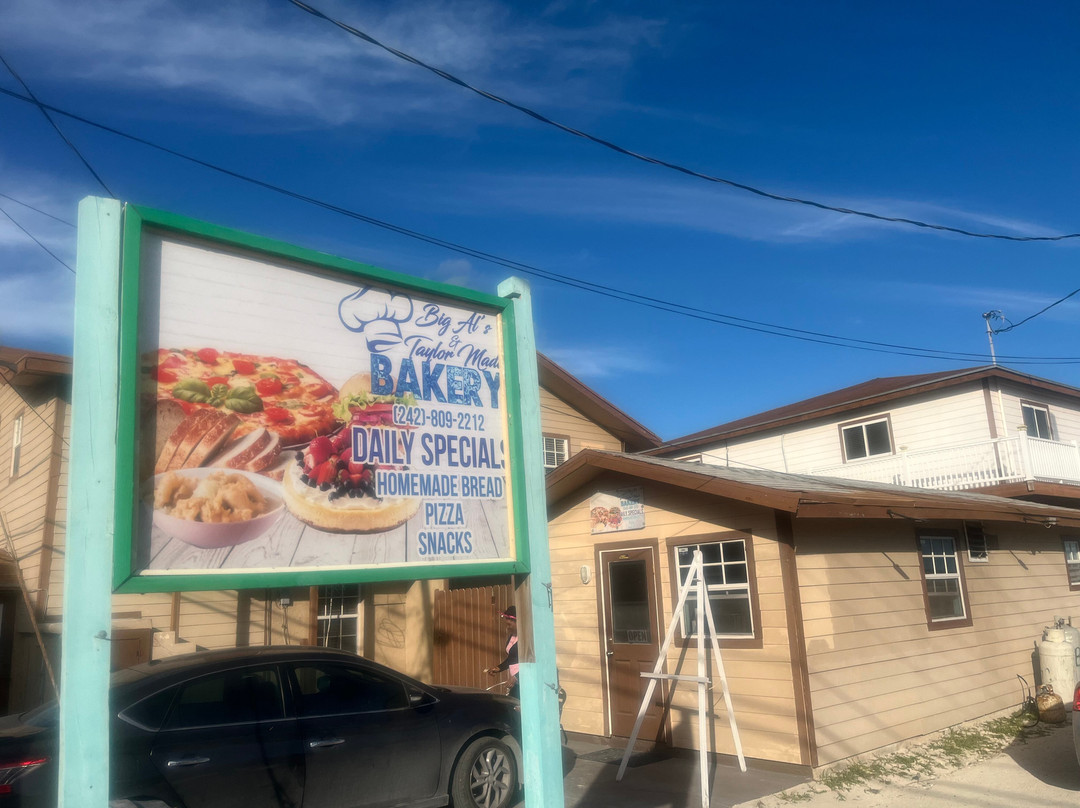 Big Al's
&
Taylor Made
BAKERY
(242)-809-2212
DAILY SPECIALS
HOMEMADE BREAD
PIZZA
SNACKS
OPEN